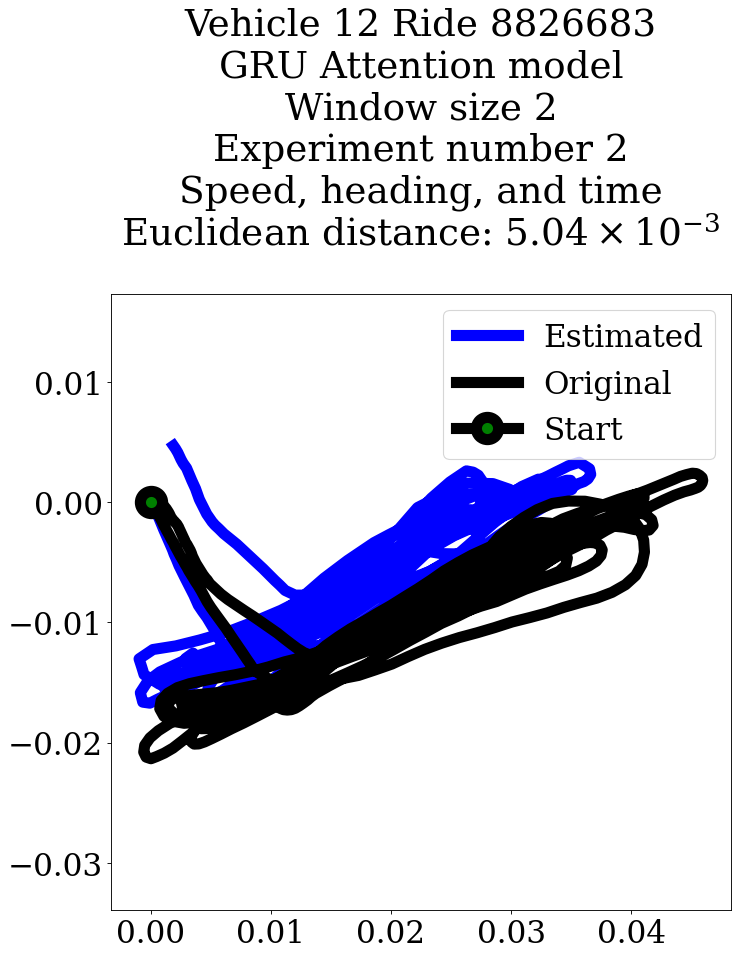 Vehicle 12 Ride 8826683
GRU Attention model
Window size 2
Experiment number 2
Speed, heading, and time
Euclidean distance: 5.04 × 10⁻³
Estimated
Original
Start
0.01
0.00
−0.01
−0.02
−0.03
0.00 0.01 0.02 0.03 0.04